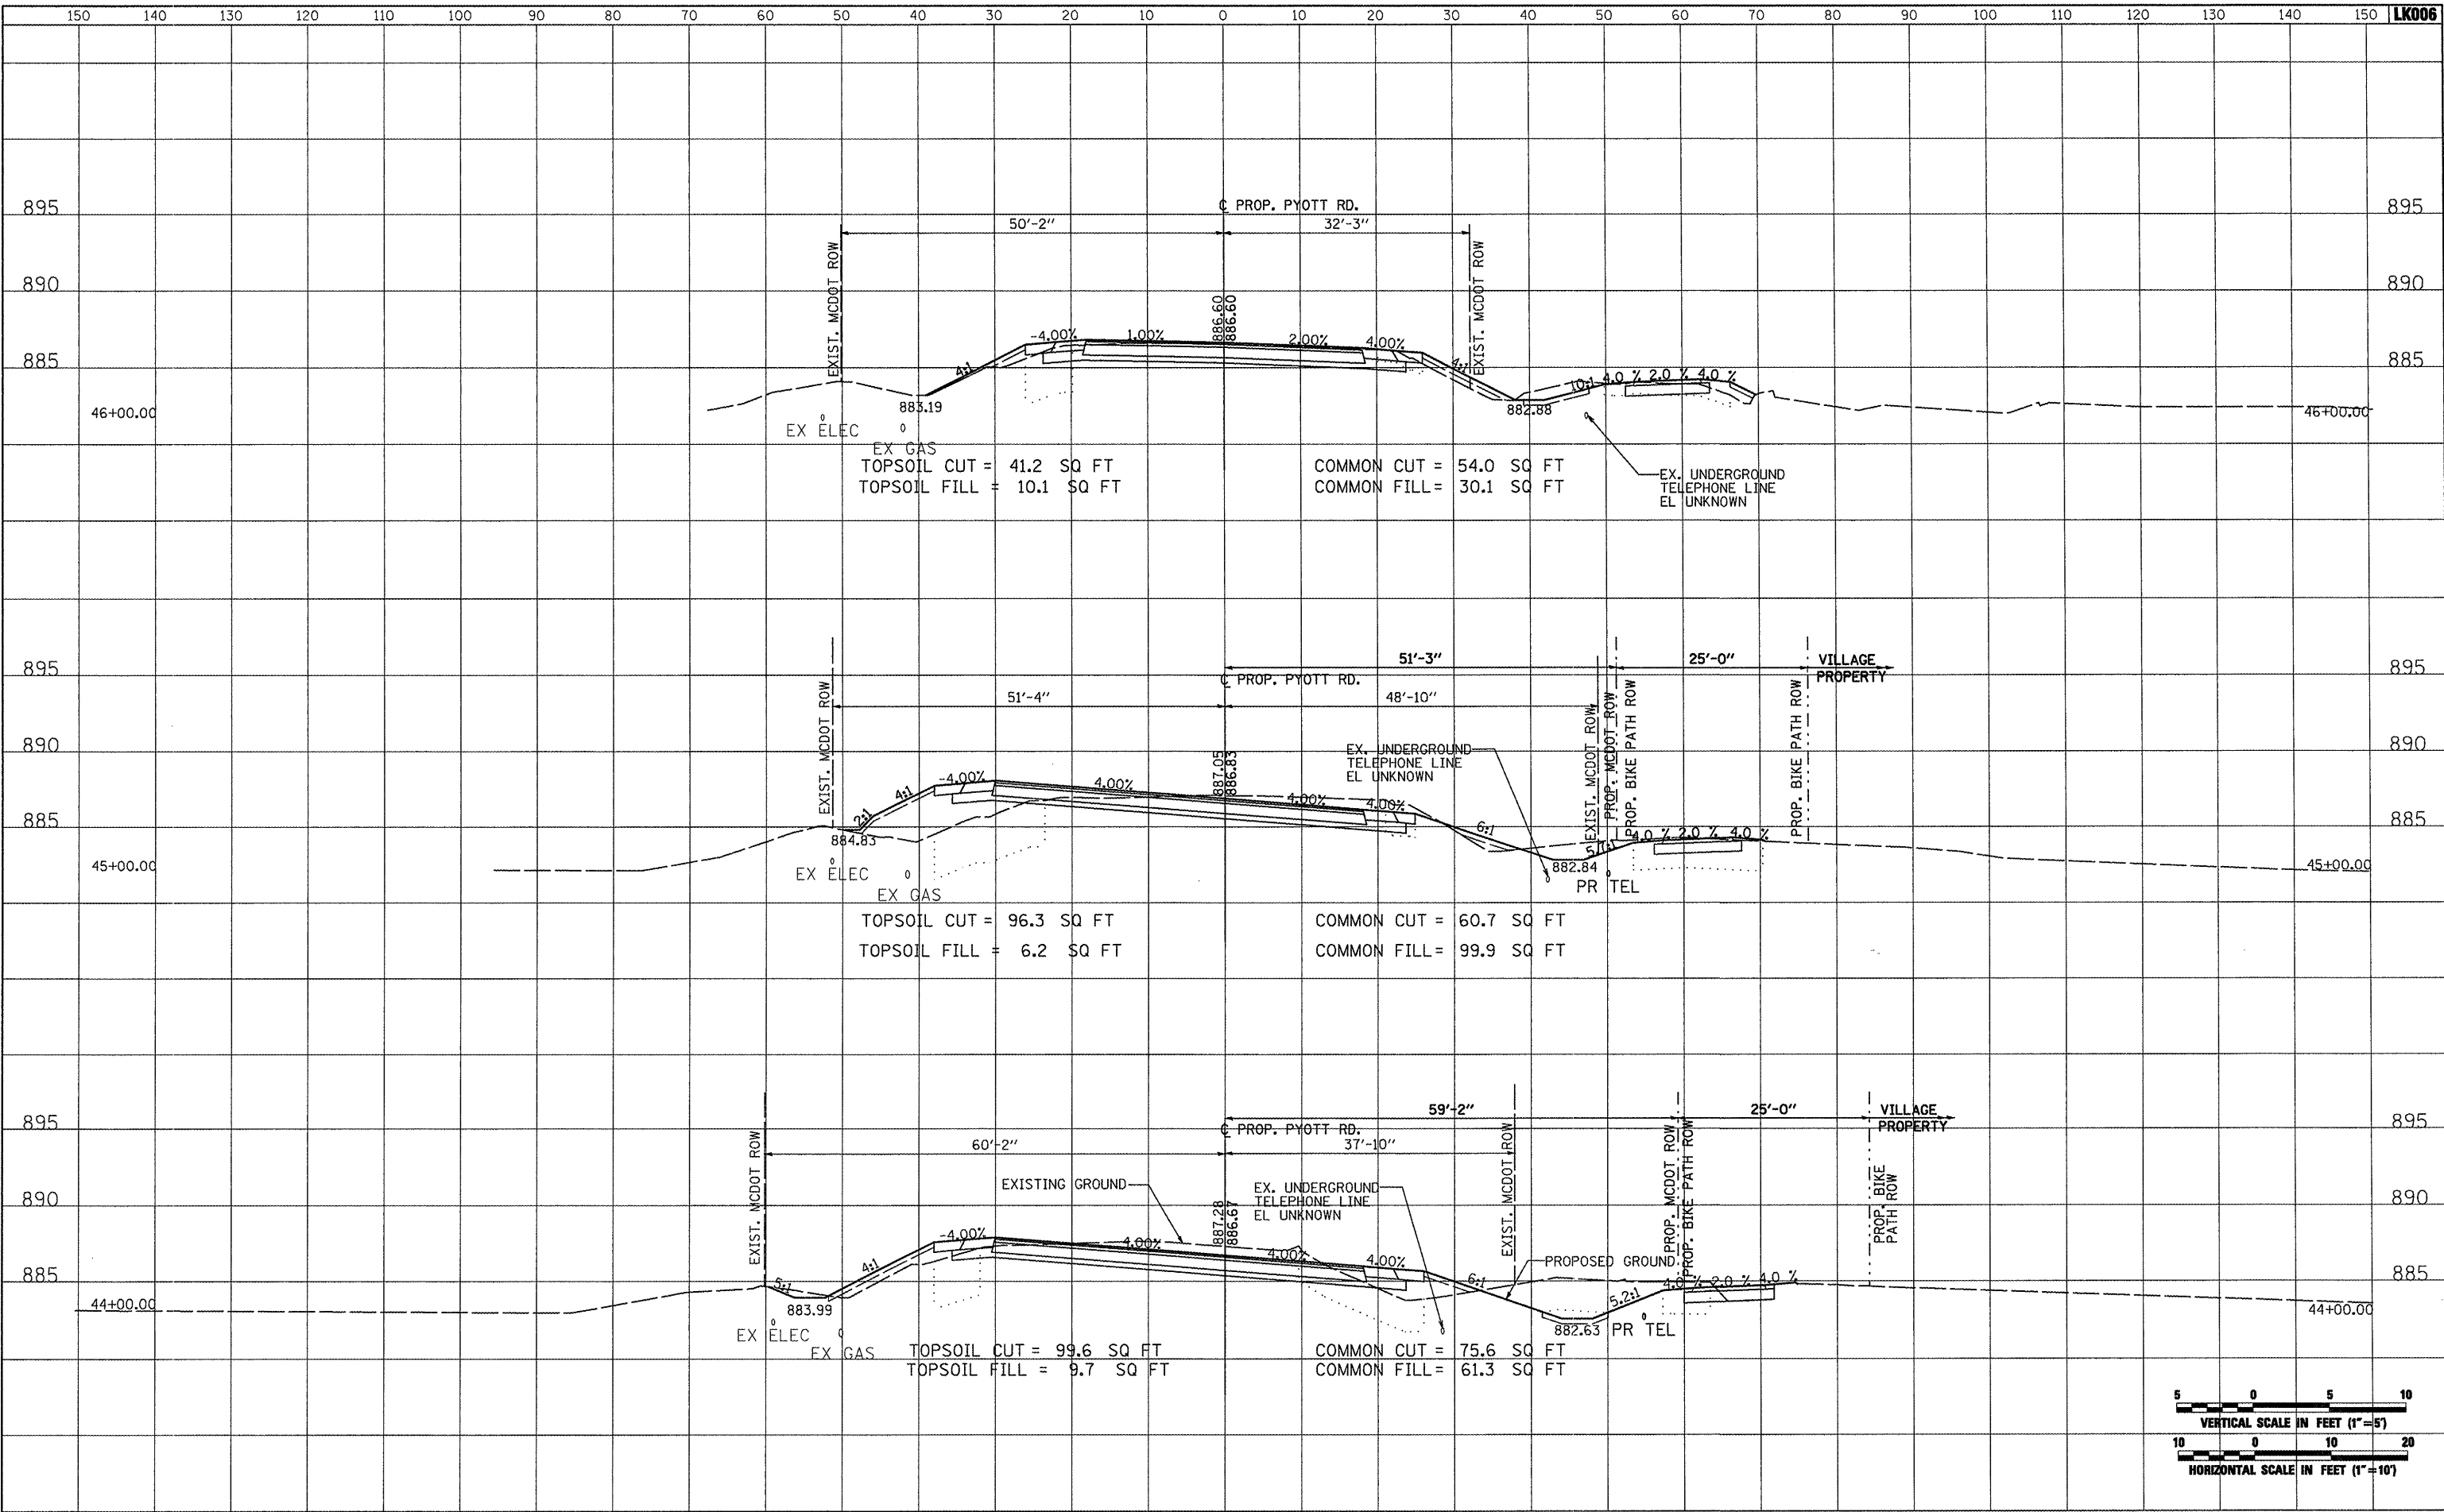 150 140 130 120 110 100 90 80 70 60 50 40 30 20 10 0 10 20 30 40 50 60 70 80 90 100 110 120 130 140 150 LK006
895 895
℄ PROP. PYOTT RD.
50'-2" 32'-3"
EXIST. MCDOT ROW
EXIST. MCDOT ROW
890 890
886.60
886.60
-4.00% 1.00% 2.00% 4.00%
885 885
4:1 4:1 10:1 4.0 % 2.0 % 4.0 %
46+00.00 883.19 882.88 46+00.00
EX ELEC
EX GAS
TOPSOIL CUT = 41.2 SQ FT COMMON CUT = 54.0 SQ FT
TOPSOIL FILL = 10.1 SQ FT COMMON FILL= 30.1 SQ FT
EX. UNDERGROUND
TELEPHONE LINE
EL UNKNOWN
895 895
51'-3" 25'-0" VILLAGE
PROPERTY
℄ PROP. PYOTT RD.
51'-4" 48'-10"
EXIST. MCDOT ROW
EXIST. MCDOT ROW
PROP. MCDOT ROW
PROP. BIKE PATH ROW
PROP. BIKE PATH ROW
890 890
EX. UNDERGROUND
TELEPHONE LINE
EL UNKNOWN
887.05
886.83
-4.00% 4.00% 4.00% 4.00%
885 885
2:1 4:1 6:1 5.1:1 4.0 % 2.0 % 4.0 %
45+00.00 884.83 882.84 45+00.00
EX ELEC PR TEL
EX GAS
TOPSOIL CUT = 96.3 SQ FT COMMON CUT = 60.7 SQ FT
TOPSOIL FILL = 6.2 SQ FT COMMON FILL= 99.9 SQ FT
895 895
59'-2" 25'-0" VILLAGE
PROPERTY
℄ PROP. PYOTT RD.
60'-2" 37'-10"
EXIST. MCDOT ROW
EXIST. MCDOT ROW
PROP. MCDOT ROW
PROP. BIKE PATH ROW
PROP. BIKE
PATH ROW
890 890
EXISTING GROUND
EX. UNDERGROUND
TELEPHONE LINE
EL UNKNOWN
887.28
886.67
PROPOSED GROUND
-4.00% 4.00% 4.00% 4.00%
885 885
5:1 4:1 6:1 5.2:1 4.0 % 2.0 % 4.0 %
44+00.00 883.99 882.63 44+00.00
EX ELEC PR TEL
EX GAS
TOPSOIL CUT = 99.6 SQ FT COMMON CUT = 75.6 SQ FT
TOPSOIL FILL = 9.7 SQ FT COMMON FILL= 61.3 SQ FT
5 0 5 10
VERTICAL SCALE IN FEET (1"=5')
10 0 10 20
HORIZONTAL SCALE IN FEET (1"=10')